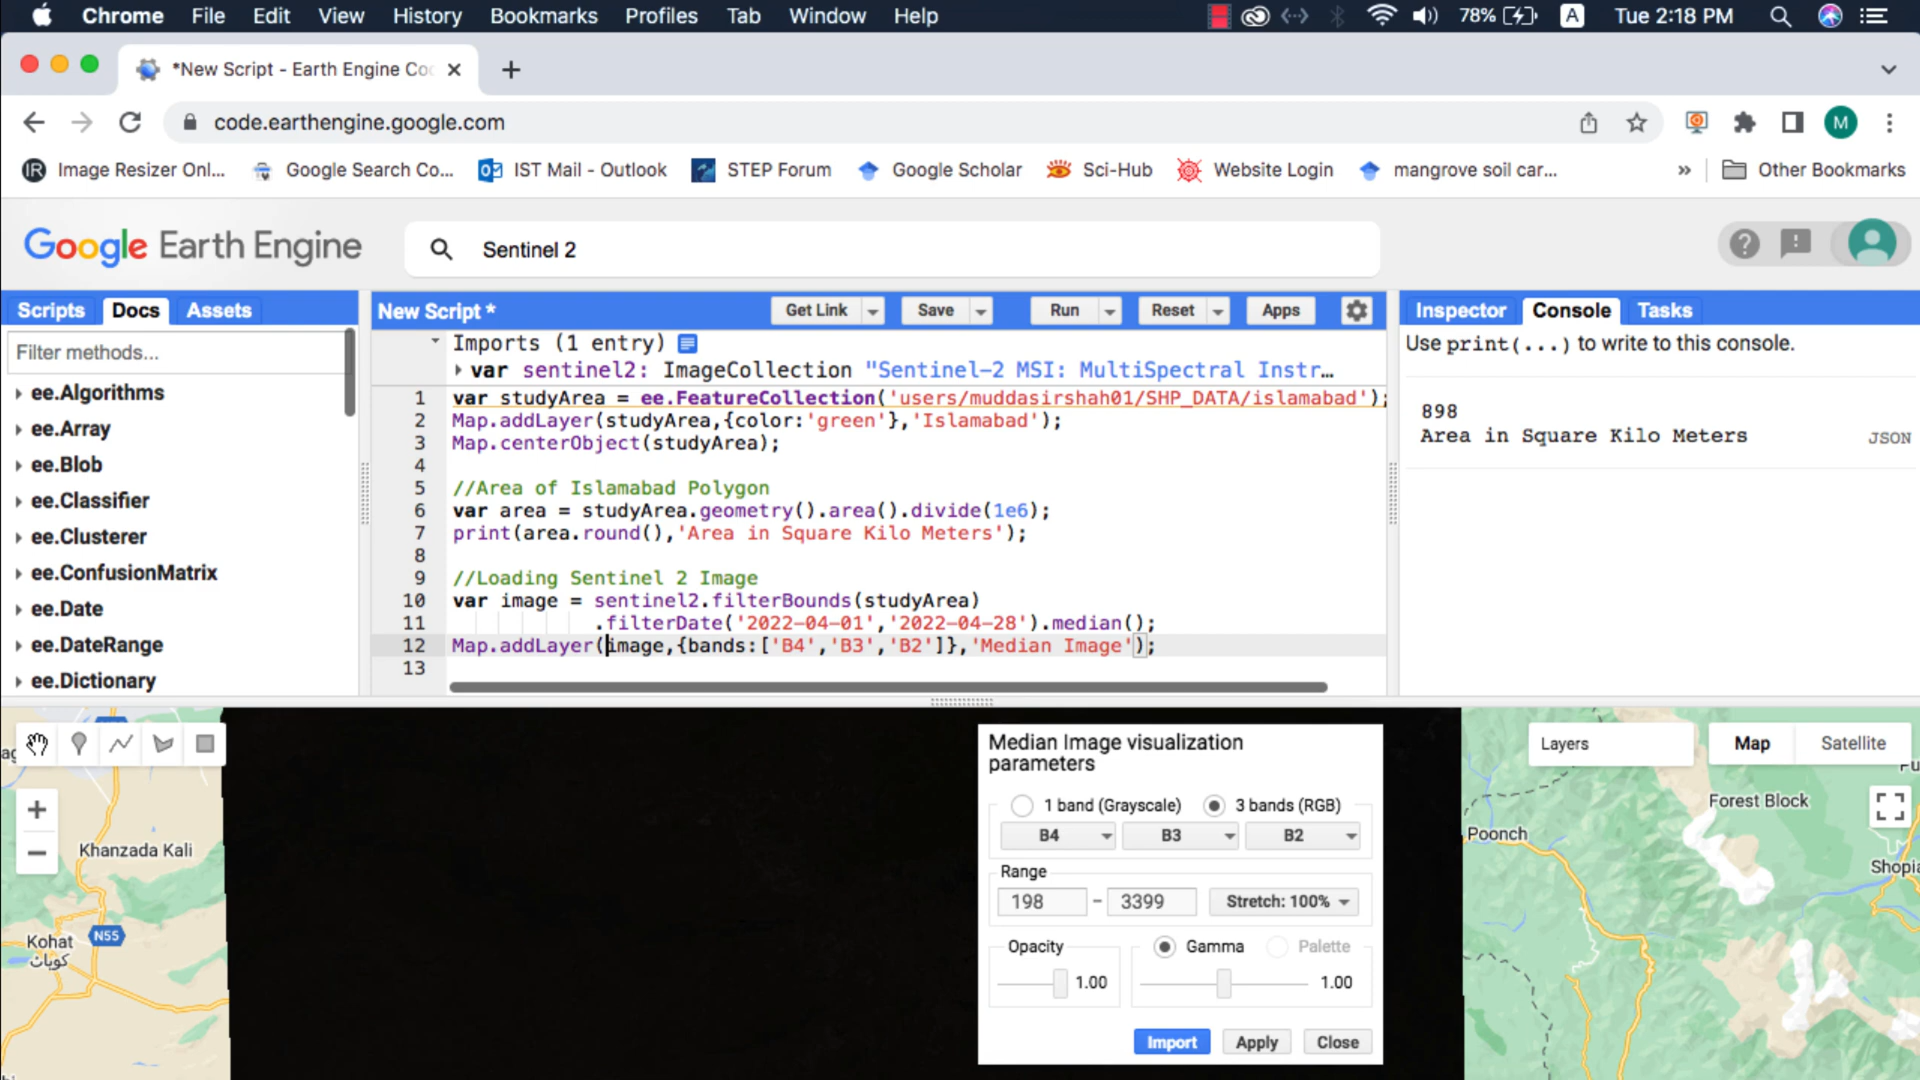 Chrome File Edit View History Bookmarks Profiles Tab Window Help 78% A Tue 2:18 PM
*New Script - Earth Engine Co
code.earthengine.google.com M
IR Image Resizer Onl... Google Search Co... IST Mail - Outlook STEP Forum Google Scholar Sci-Hub Website Login mangrove soil car... » Other Bookmarks
Google Earth Engine Sentinel 2
Scripts Docs Assets
Filter methods...
ee.Algorithms
ee.Array
ee.Blob
ee.Classifier
ee.Clusterer
ee.ConfusionMatrix
ee.Date
ee.DateRange
ee.Dictionary
New Script * Get Link Save Run Reset Apps
Imports (1 entry)
var sentinel2: ImageCollection "Sentinel-2 MSI: MultiSpectral Instr…
1 var studyArea = ee.FeatureCollection('users/muddasirshah01/SHP_DATA/islamabad');
2 Map.addLayer(studyArea,{color:'green'},'Islamabad');
3 Map.centerObject(studyArea);
4
5 //Area of Islamabad Polygon
6 var area = studyArea.geometry().area().divide(1e6);
7 print(area.round(),'Area in Square Kilo Meters');
8
9 //Loading Sentinel 2 Image
10 var image = sentinel2.filterBounds(studyArea)
11 .filterDate('2022-04-01','2022-04-28').median();
12 Map.addLayer(image,{bands:['B4','B3','B2']},'Median Image');
13
Inspector Console Tasks
Use print(...) to write to this console.
898
Area in Square Kilo Meters JSON
Khanzada Kali
Kohat N55
کوہاٹ
Median Image visualization
parameters
1 band (Grayscale) 3 bands (RGB)
B4 B3 B2
Range
198 – 3399 Stretch: 100%
Opacity Gamma Palette
1.00 1.00
Import Apply Close
Layers Map Satellite
Forest Block
Poonch
Shopia